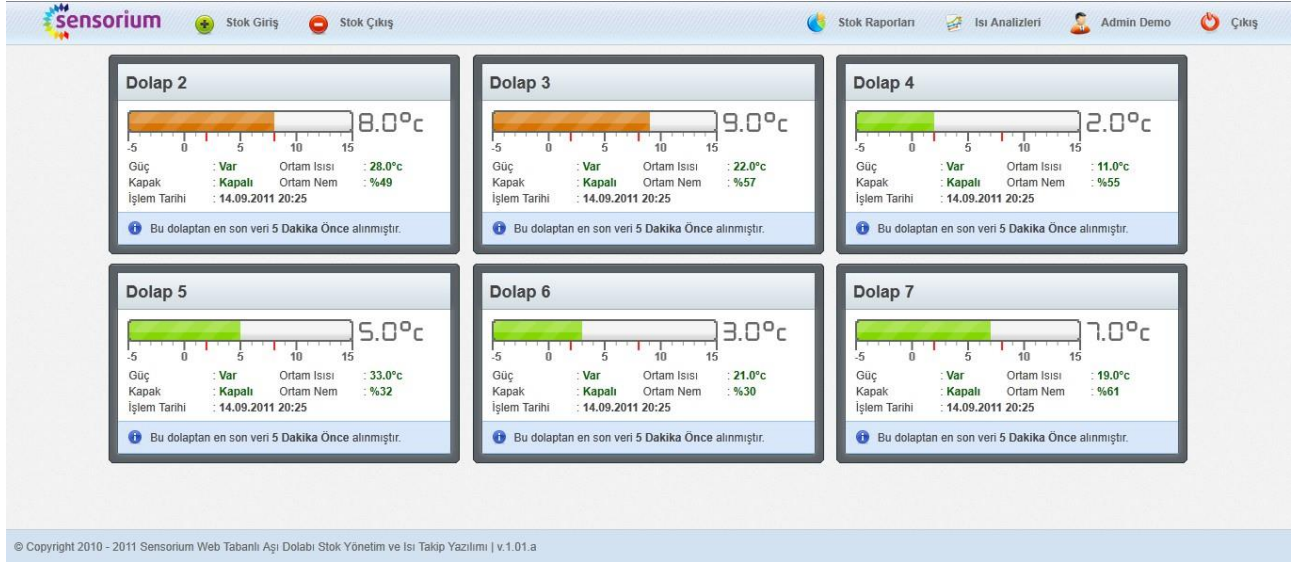 sensorium Stok Giriş Stok Çıkış Stok Raporları Isı Analizleri Admin Demo Çıkış
Dolap 2
8.0°c
-5 0 5 10 15
Güç : Var Ortam Isısı : 28.0°c
Kapak : Kapalı Ortam Nem : %49
İşlem Tarihi : 14.09.2011 20:25
Bu dolaptan en son veri 5 Dakika Önce alınmıştır.
Dolap 3
9.0°c
-5 0 5 10 15
Güç : Var Ortam Isısı : 22.0°c
Kapak : Kapalı Ortam Nem : %57
İşlem Tarihi : 14.09.2011 20:25
Bu dolaptan en son veri 5 Dakika Önce alınmıştır.
Dolap 4
2.0°c
-5 0 5 10 15
Güç : Var Ortam Isısı : 11.0°c
Kapak : Kapalı Ortam Nem : %55
İşlem Tarihi : 14.09.2011 20:25
Bu dolaptan en son veri 5 Dakika Önce alınmıştır.
Dolap 5
5.0°c
-5 0 5 10 15
Güç : Var Ortam Isısı : 33.0°c
Kapak : Kapalı Ortam Nem : %32
İşlem Tarihi : 14.09.2011 20:25
Bu dolaptan en son veri 5 Dakika Önce alınmıştır.
Dolap 6
3.0°c
-5 0 5 10 15
Güç : Var Ortam Isısı : 21.0°c
Kapak : Kapalı Ortam Nem : %30
İşlem Tarihi : 14.09.2011 20:25
Bu dolaptan en son veri 5 Dakika Önce alınmıştır.
Dolap 7
7.0°c
-5 0 5 10 15
Güç : Var Ortam Isısı : 19.0°c
Kapak : Kapalı Ortam Nem : %61
İşlem Tarihi : 14.09.2011 20:25
Bu dolaptan en son veri 5 Dakika Önce alınmıştır.
© Copyright 2010 - 2011 Sensorium Web Tabanlı Aşı Dolabı Stok Yönetim ve Isı Takip Yazılımı | v.1.01.a